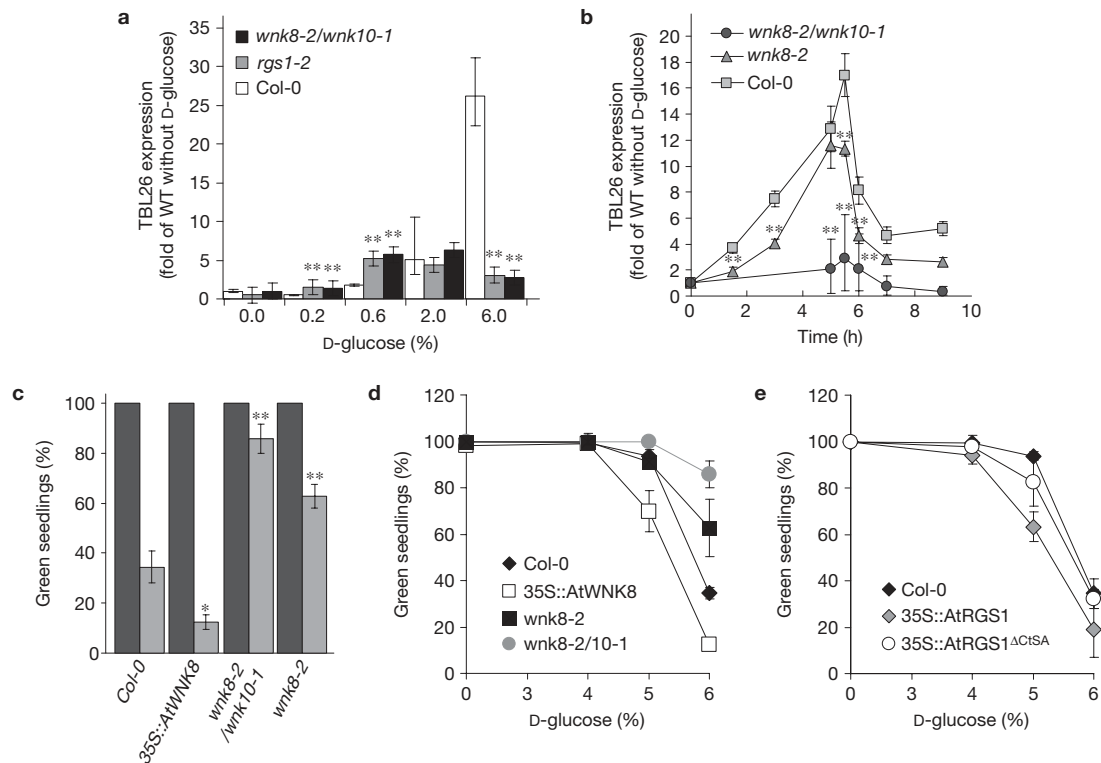 a
TBL26 expression
(fold of WT without D-glucose)
35
30
25
20
15
10
5
0
wnk8-2/wnk10-1
rgs1-2
Col-0
** **
** **
** **
0.0 0.2 0.6 2.0 6.0
D-glucose (%)
b
TBL26 expression
(fold of WT without D-glucose)
20
18
16
14
12
10
8
6
4
2
0
wnk8-2/wnk10-1
wnk8-2
Col-0
**
**
**
**
**
**
**
0 2 4 6 8 10
Time (h)
c
Green seedlings (%)
100
80
60
40
20
0
*
**
**
Col-0
35S::AtWNK8
wnk8-2
/wnk10-1
wnk8-2
d
Green seedlings (%)
120
100
80
60
40
20
0
Col-0
35S::AtWNK8
wnk8-2
wnk8-2/10-1
0 3 4 5 6
D-glucose (%)
e
Green seedlings (%)
120
100
80
60
40
20
0
Col-0
35S::AtRGS1
35S::AtRGS1ΔCtSA
0 3 4 5 6
D-glucose (%)